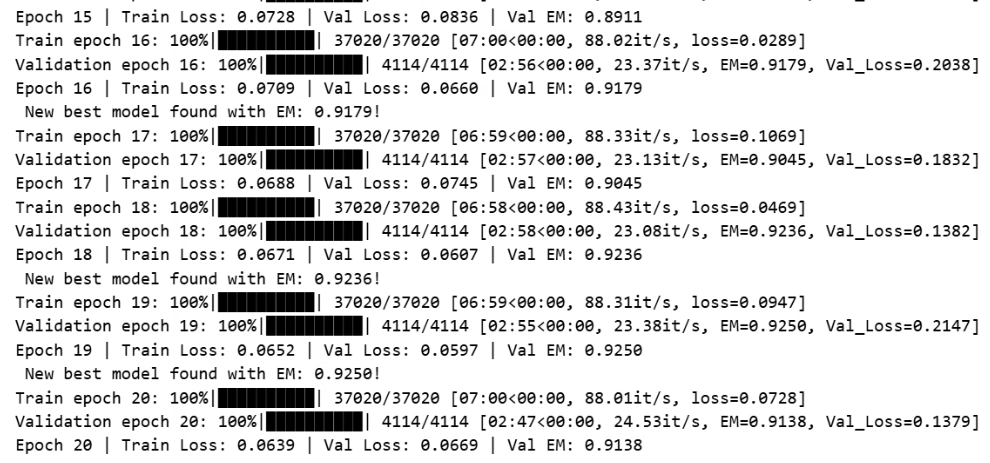 Epoch 15 | Train Loss: 0.0728 | Val Loss: 0.0836 | Val EM: 0.8911
Train epoch 16: 100%|██████████| 37020/37020 [07:00<00:00, 88.02it/s, loss=0.0289]
Validation epoch 16: 100%|██████████| 4114/4114 [02:56<00:00, 23.37it/s, EM=0.9179, Val_Loss=0.2038]
Epoch 16 | Train Loss: 0.0709 | Val Loss: 0.0660 | Val EM: 0.9179
New best model found with EM: 0.9179!
Train epoch 17: 100%|██████████| 37020/37020 [06:59<00:00, 88.33it/s, loss=0.1069]
Validation epoch 17: 100%|██████████| 4114/4114 [02:57<00:00, 23.13it/s, EM=0.9045, Val_Loss=0.1832]
Epoch 17 | Train Loss: 0.0688 | Val Loss: 0.0745 | Val EM: 0.9045
Train epoch 18: 100%|██████████| 37020/37020 [06:58<00:00, 88.43it/s, loss=0.0469]
Validation epoch 18: 100%|██████████| 4114/4114 [02:58<00:00, 23.08it/s, EM=0.9236, Val_Loss=0.1382]
Epoch 18 | Train Loss: 0.0671 | Val Loss: 0.0607 | Val EM: 0.9236
New best model found with EM: 0.9236!
Train epoch 19: 100%|██████████| 37020/37020 [06:59<00:00, 88.31it/s, loss=0.0947]
Validation epoch 19: 100%|██████████| 4114/4114 [02:55<00:00, 23.38it/s, EM=0.9250, Val_Loss=0.2147]
Epoch 19 | Train Loss: 0.0652 | Val Loss: 0.0597 | Val EM: 0.9250
New best model found with EM: 0.9250!
Train epoch 20: 100%|██████████| 37020/37020 [07:00<00:00, 88.01it/s, loss=0.0728]
Validation epoch 20: 100%|██████████| 4114/4114 [02:47<00:00, 24.53it/s, EM=0.9138, Val_Loss=0.1379]
Epoch 20 | Train Loss: 0.0639 | Val Loss: 0.0669 | Val EM: 0.9138